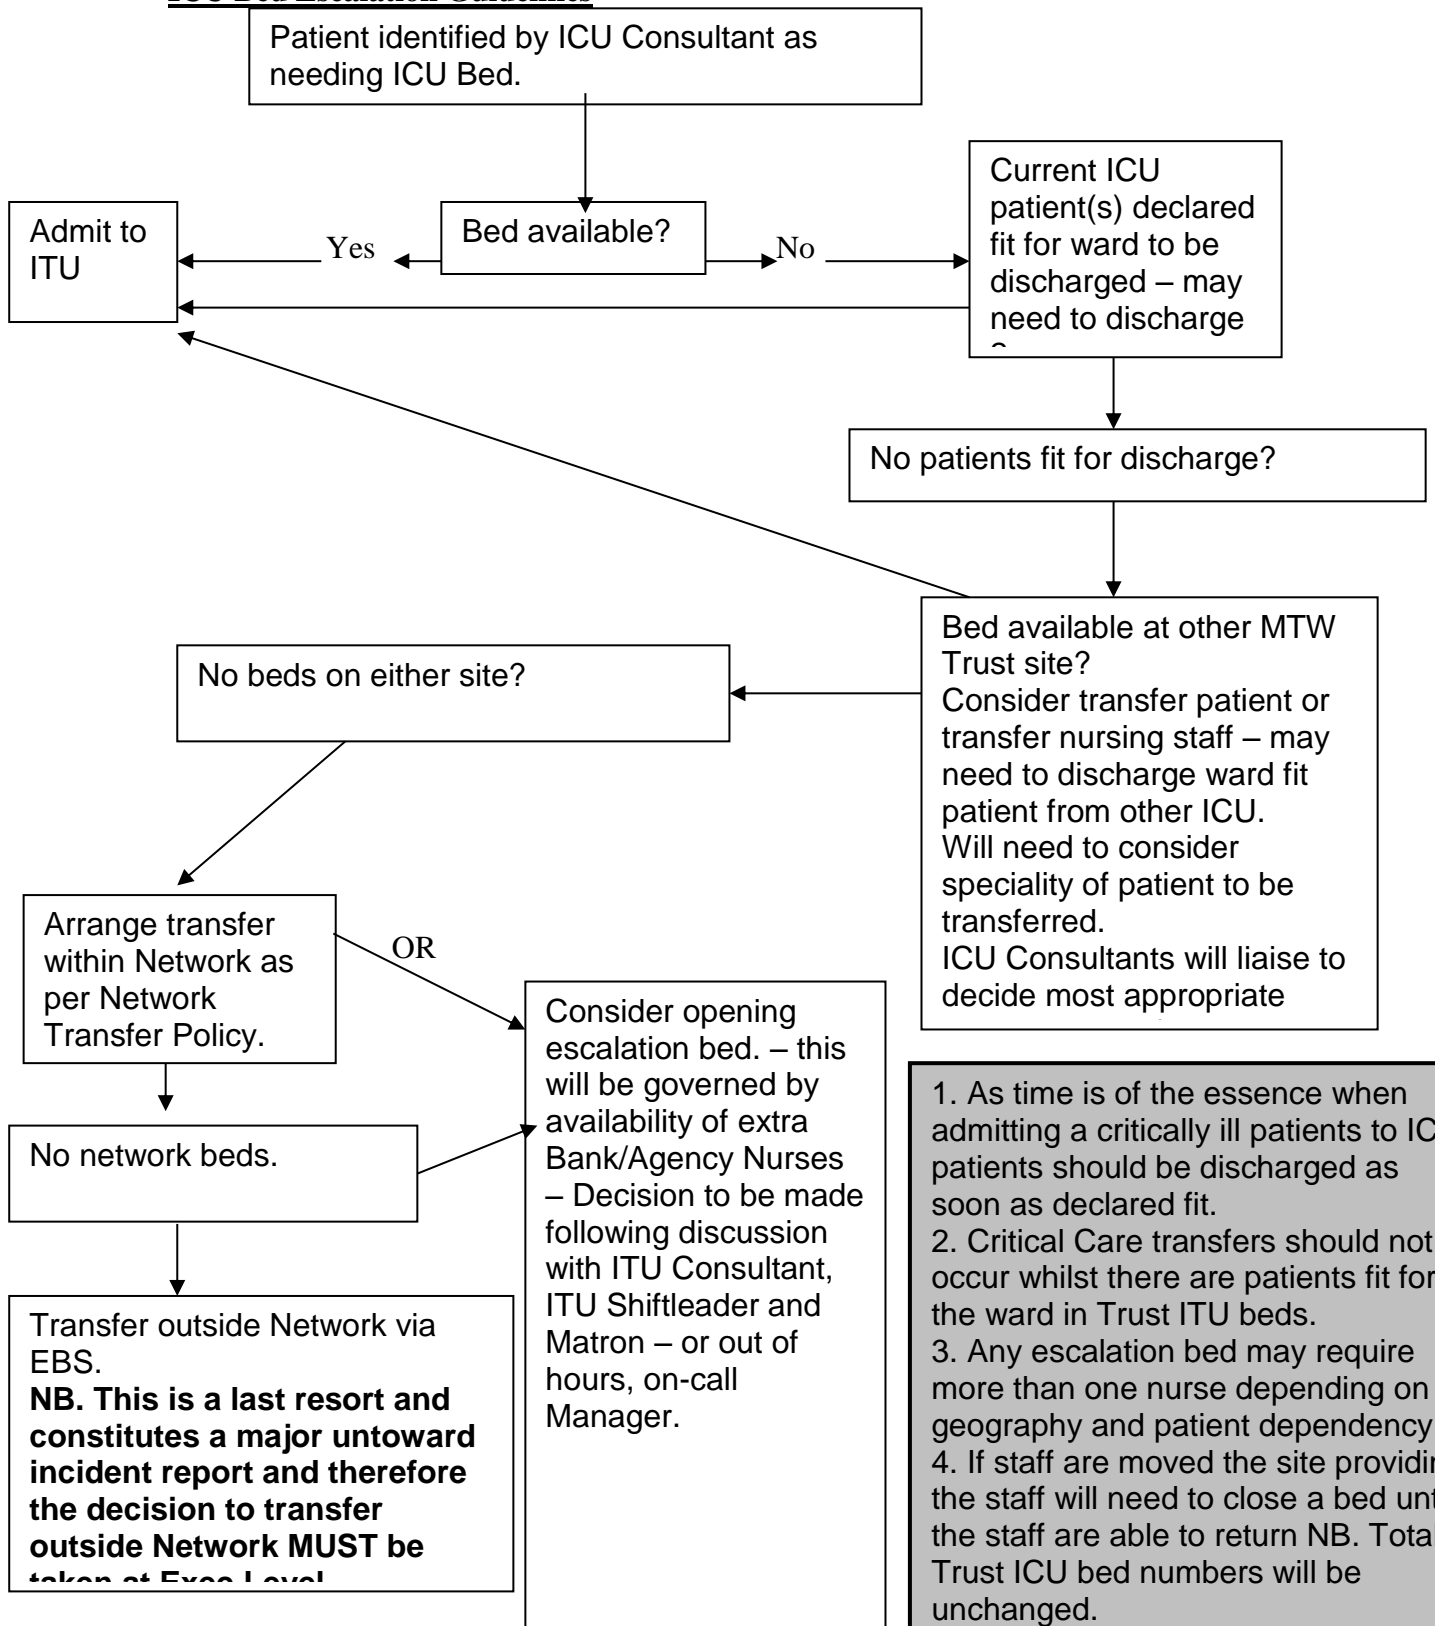 ICU Bed Escalation Guidelines
Patient identified by ICU Consultant as
needing ICU Bed.
Admit to
ITU
Yes
Bed available?
No
Current ICU
patient(s) declared
fit for ward to be
discharged – may
need to discharge
No patients fit for discharge?
Bed available at other MTW
Trust site?
Consider transfer patient or
transfer nursing staff – may
need to discharge ward fit
patient from other ICU.
Will need to consider
speciality of patient to be
transferred.
ICU Consultants will liaise to
decide most appropriate
No beds on either site?
Arrange transfer
within Network as
per Network
Transfer Policy.
OR
Consider opening
escalation bed. – this
will be governed by
availability of extra
Bank/Agency Nurses
– Decision to be made
following discussion
with ITU Consultant,
ITU Shiftleader and
Matron – or out of
hours, on-call
Manager.
No network beds.
Transfer outside Network via
EBS.
NB. This is a last resort and
constitutes a major untoward
incident report and therefore
the decision to transfer
outside Network MUST be
taken at Exec Level
1. As time is of the essence when
admitting a critically ill patients to IC
patients should be discharged as
soon as declared fit.
2. Critical Care transfers should not
occur whilst there are patients fit for
the ward in Trust ITU beds.
3. Any escalation bed may require
more than one nurse depending on
geography and patient dependency
4. If staff are moved the site providin
the staff will need to close a bed unt
the staff are able to return NB. Total
Trust ICU bed numbers will be
unchanged.